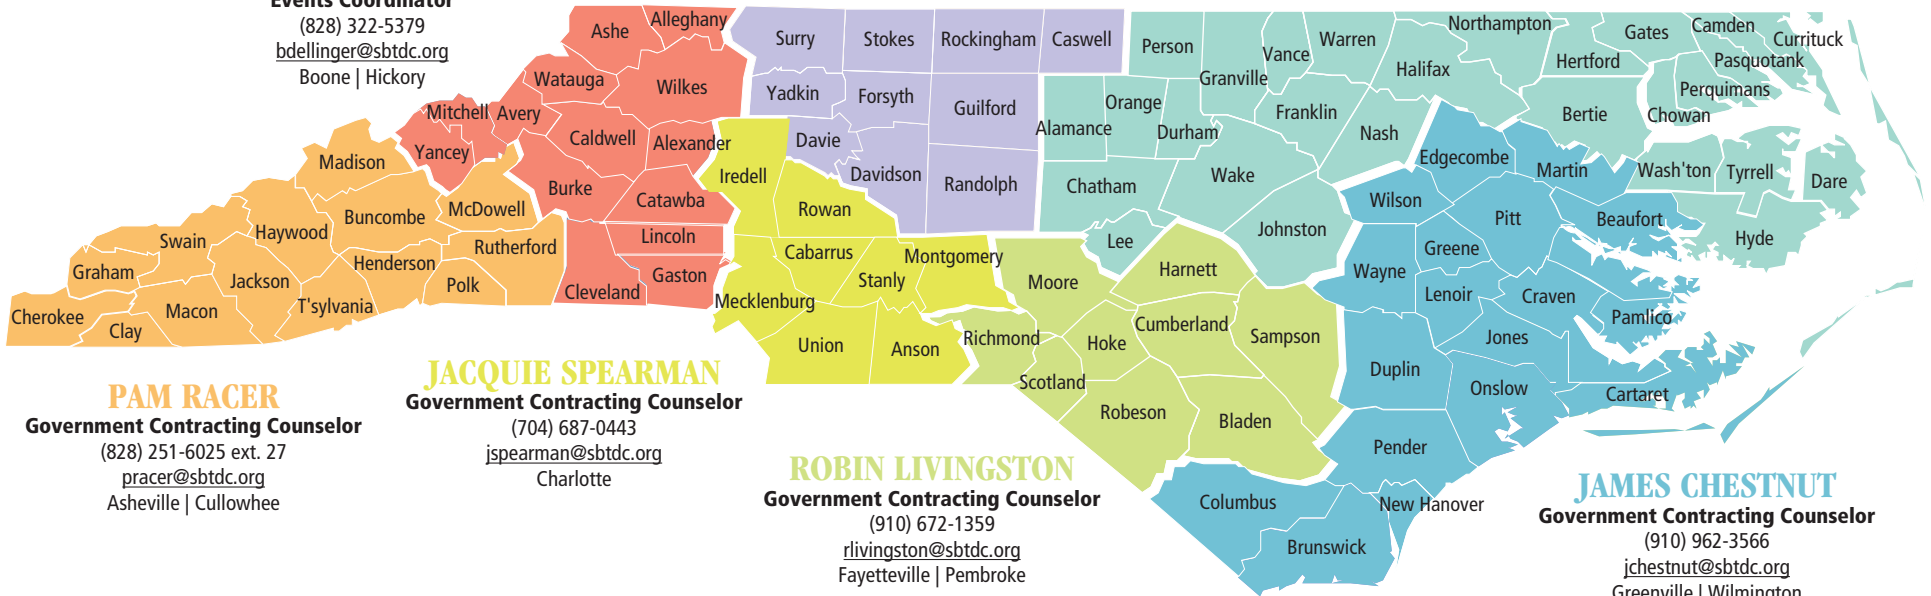 Events Coordinator
(828) 322-5379
bdellinger@sbtdc.org
Boone | Hickory
Ashe
Alleghany
Surry
Stokes
Rockingham
Caswell
Person
Granville
Vance
Warren
Northampton
Gates
Camden
Currituck
Pasquotank
Hertford
Halifax
Perquimans
Chowan
Bertie
Watauga
Wilkes
Yadkin
Forsyth
Guilford
Orange
Alamance
Durham
Franklin
Nash
Mitchell
Avery
Yancey
Caldwell
Alexander
Davie
Iredell
Davidson
Randolph
Chatham
Wake
Edgecombe
Martin
Wash'ton
Tyrrell
Dare
Madison
Burke
Catawba
McDowell
Buncombe
Haywood
Swain
Rowan
Wilson
Pitt
Beaufort
Hyde
Johnston
Lee
Lincoln
Rutherford
Cabarrus
Montgomery
Stanly
Greene
Graham
Jackson
Henderson
Polk
Cleveland
Gaston
Mecklenburg
Moore
Harnett
Wayne
Lenoir
Craven
Pamlico
Cherokee
Clay
Macon
T'sylvania
Union
Anson
Richmond
Hoke
Cumberland
Sampson
Jones
Duplin
Onslow
Cartaret
Scotland
Robeson
Bladen
Pender
Columbus
New Hanover
Brunswick
PAM RACER
Government Contracting Counselor
(828) 251-6025 ext. 27
pracer@sbtdc.org
Asheville | Cullowhee
JACQUIE SPEARMAN
Government Contracting Counselor
(704) 687-0443
jspearman@sbtdc.org
Charlotte
ROBIN LIVINGSTON
Government Contracting Counselor
(910) 672-1359
rlivingston@sbtdc.org
Fayetteville | Pembroke
JAMES CHESTNUT
Government Contracting Counselor
(910) 962-3566
jchestnut@sbtdc.org
Greenville | Wilmington